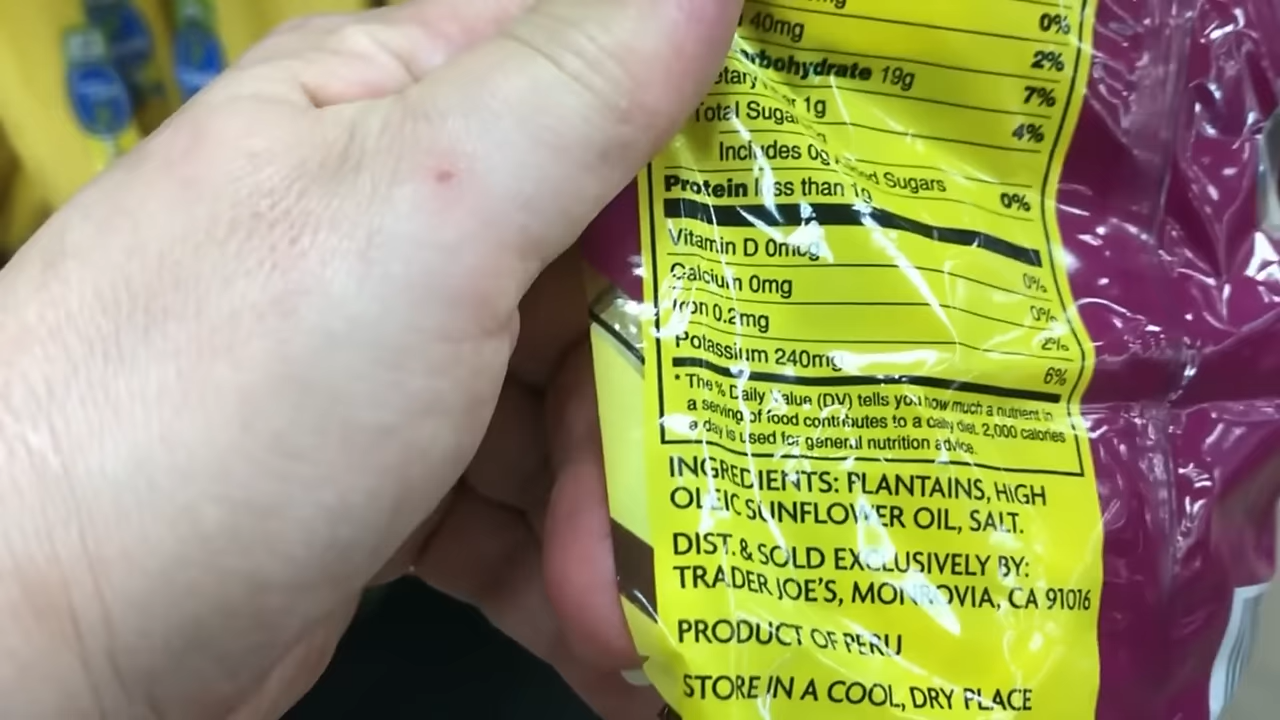 0%
40mg 2%
Carbohydrate 19g 7%
1g 4%
Total Sugars
Includes 0g Added Sugars 0%
Protein less than 1g
Vitamin D 0mcg 0%
Calcium 0mg 0%
Iron 0.2mg 2%
Potassium 240mg 6%
* The % Daily Value (DV) tells you how much a nutrient in
a serving of food contributes to a daily diet. 2,000 calories
a day is used for general nutrition advice.
INGREDIENTS: PLANTAINS, HIGH
OLEIC SUNFLOWER OIL, SALT.
DIST. & SOLD EXCLUSIVELY BY:
TRADER JOE'S, MONROVIA, CA 91016
PRODUCT OF PERU
STORE IN A COOL, DRY PLACE